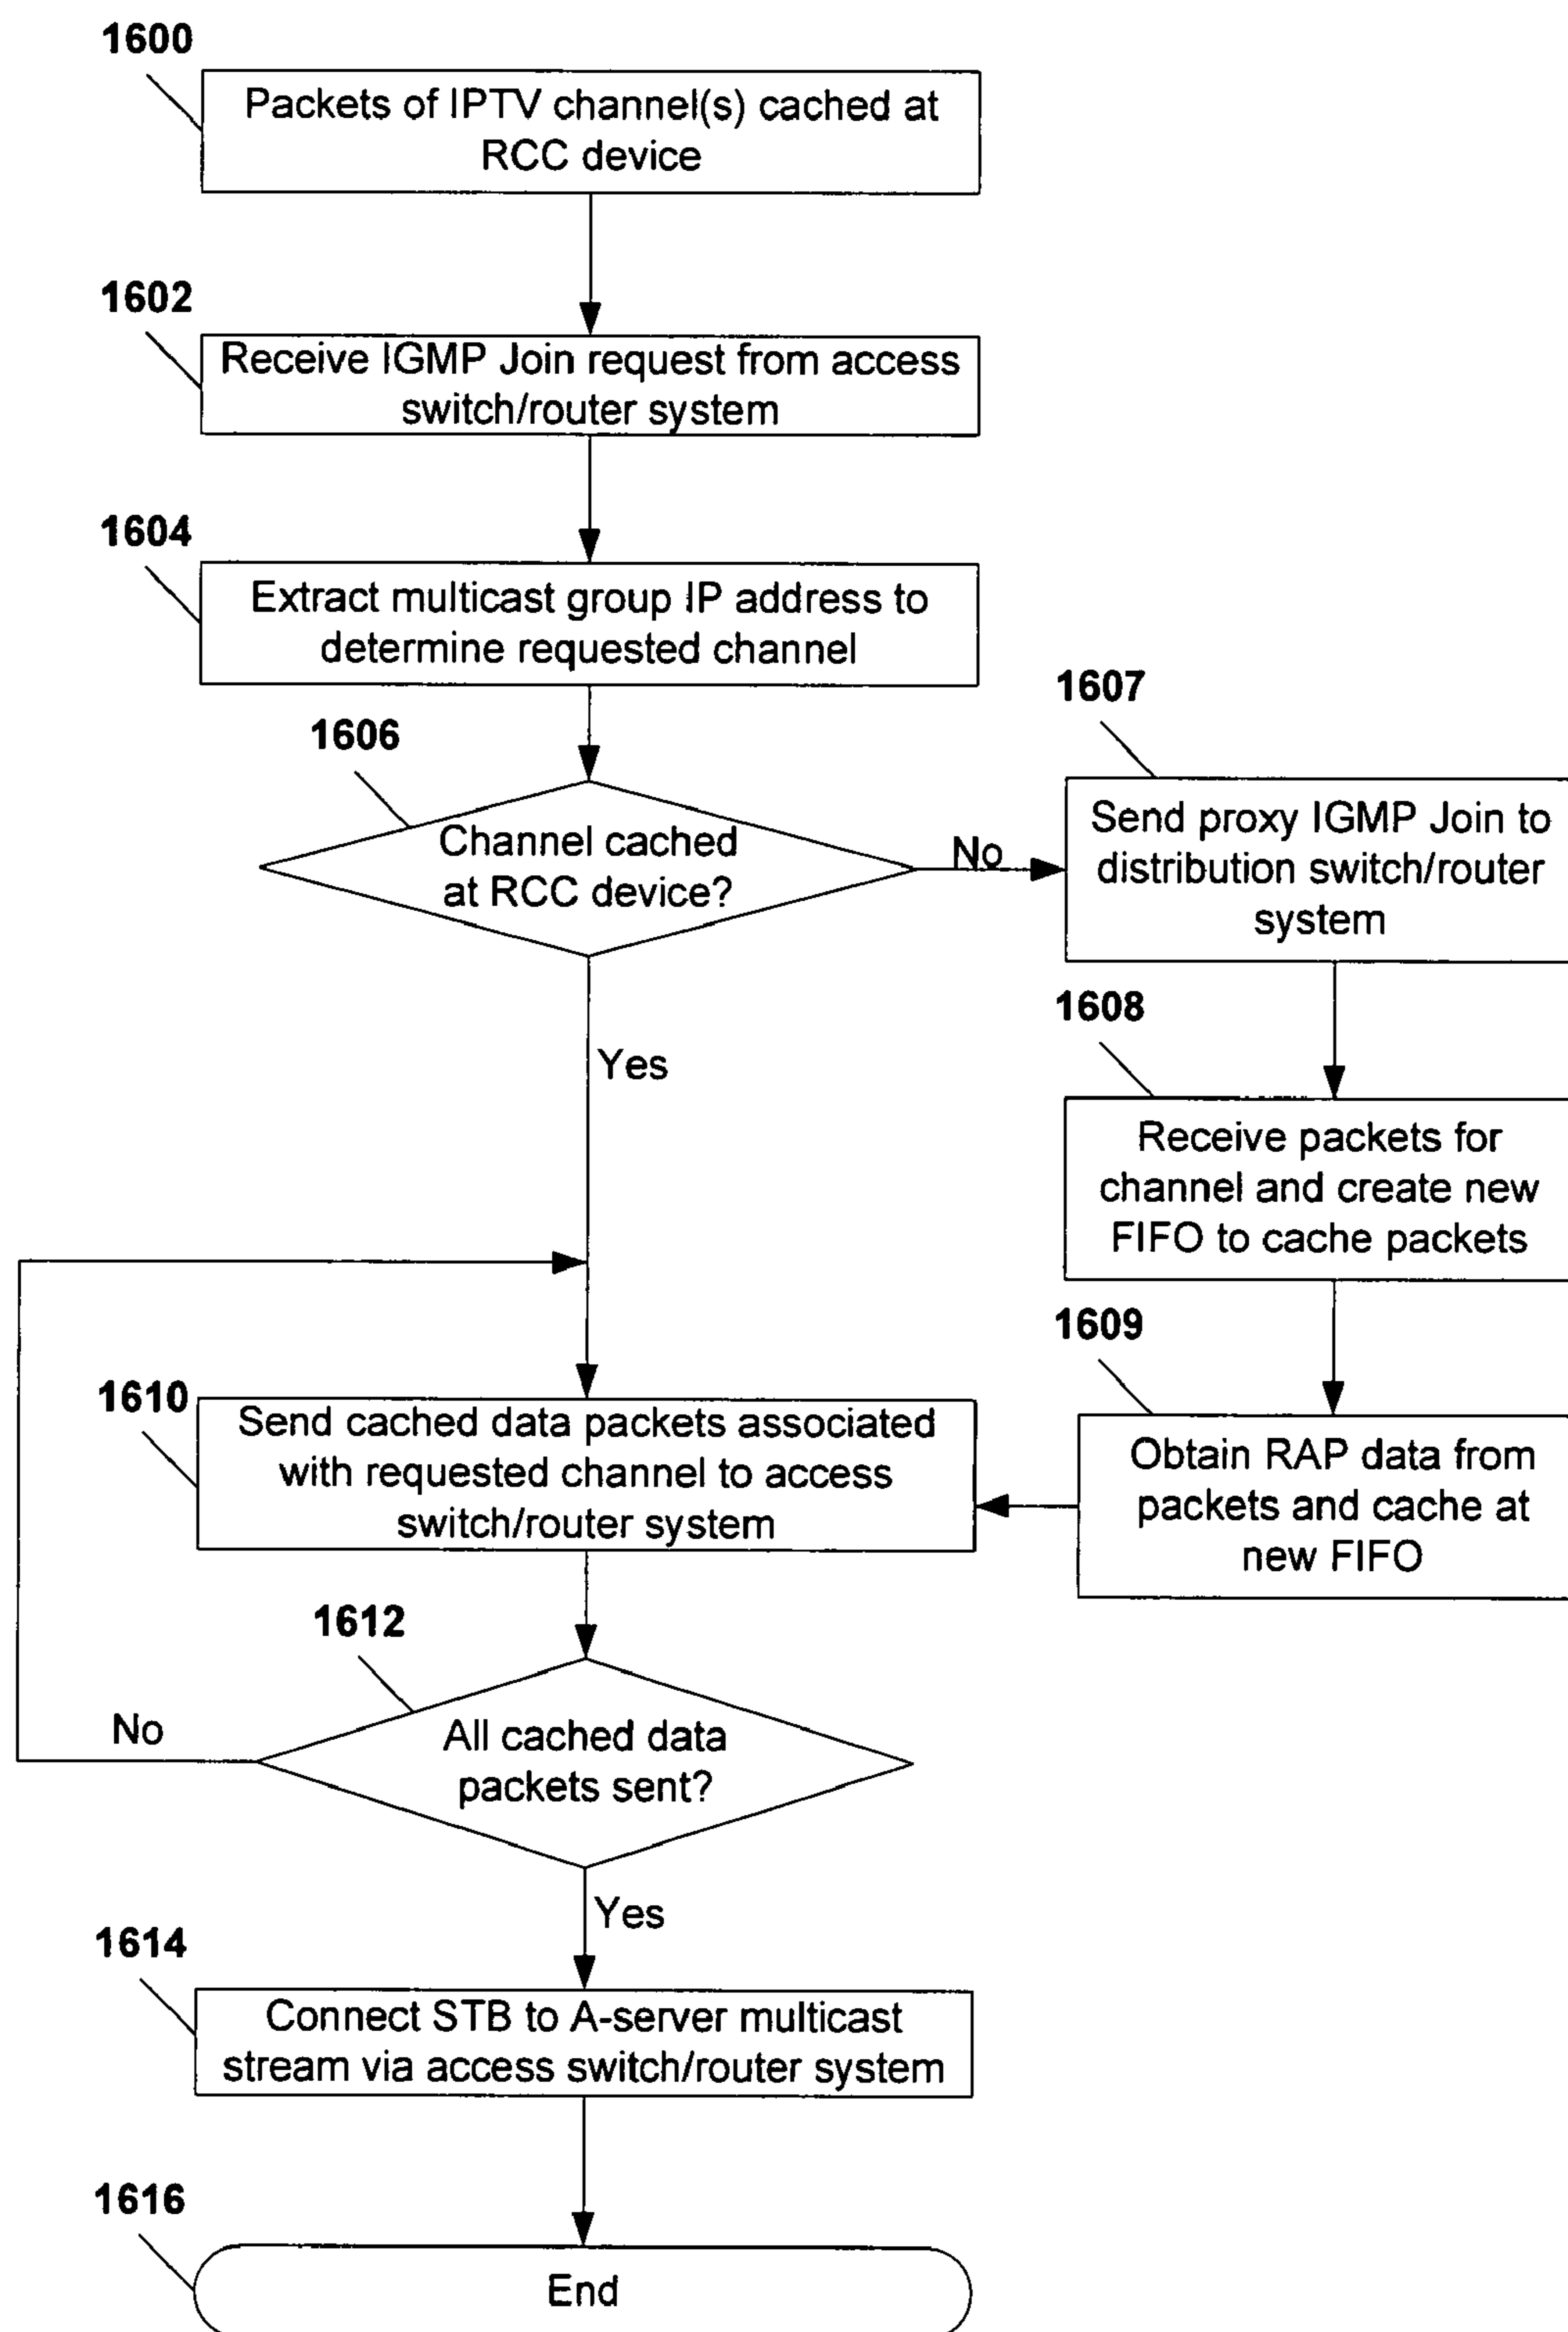 1600
Packets of IPTV channel(s) cached at
RCC device
1602
Receive IGMP Join request from access
switch/router system
1604
Extract multicast group IP address to
determine requested channel
1606
Channel cached
at RCC device?
No
1607
Send proxy IGMP Join to
distribution switch/router
system
Yes
1608
Receive packets for
channel and create new
FIFO to cache packets
1609
Obtain RAP data from
packets and cache at
new FIFO
1610
Send cached data packets associated
with requested channel to access
switch/router system
1612
All cached data
packets sent?
No
Yes
1614
Connect STB to A-server multicast
stream via access switch/router system
1616
End